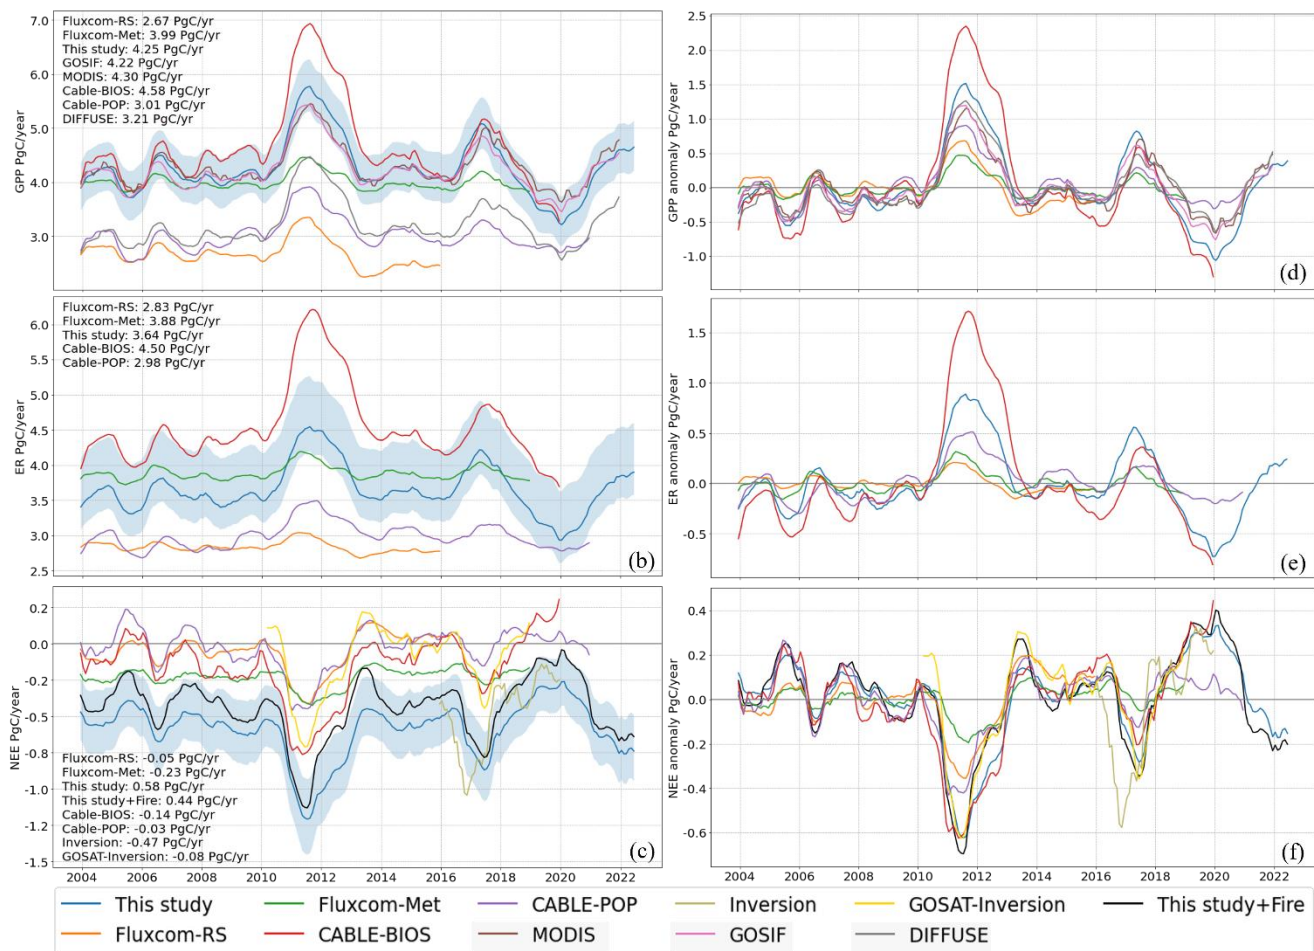 Fluxcom-RS: 2.67 PgC/yr
Fluxcom-Met: 3.99 PgC/yr
This study: 4.25 PgC/yr
GOSIF: 4.22 PgC/yr
MODIS: 4.30 PgC/yr
Cable-BIOS: 4.58 PgC/yr
Cable-POP: 3.01 PgC/yr
DIFFUSE: 3.21 PgC/yr
7.0
6.0
5.0
4.0
3.0
GPP PgC/year
2.5
2.0
1.5
1.0
0.5
0.0
-0.5
-1.0
GPP anomaly PgC/year
(d)
Fluxcom-RS: 2.83 PgC/yr
Fluxcom-Met: 3.88 PgC/yr
This study: 3.64 PgC/yr
Cable-BIOS: 4.50 PgC/yr
Cable-POP: 2.98 PgC/yr
6.0
5.5
5.0
4.5
4.0
3.5
3.0
2.5
ER PgC/year
2004 2006 2008 2010 2012 2014 2016 2018 2020 2022
(b)
1.5
1.0
0.5
0.0
-0.5
ER anomaly PgC/year
(e)
0.2
0.0
-0.2
-0.5
-0.8
-1.0
-1.2
-1.5
NEE PgC/year
Fluxcom-RS: -0.05 PgC/yr
Fluxcom-Met: -0.23 PgC/yr
This study: 0.58 PgC/yr
This study+Fire: 0.44 PgC/yr
Cable-BIOS: -0.14 PgC/yr
Cable-POP: -0.03 PgC/yr
Inversion: -0.47 PgC/yr
GOSAT-Inversion: -0.08 PgC/yr
(c)
2004 2006 2008 2010 2012 2014 2016 2018 2020 2022
0.4
0.2
0.0
-0.2
-0.4
-0.6
NEE anomaly PgC/year
(f)
2004 2006 2008 2010 2012 2014 2016 2018 2020 2022
This study Fluxcom-Met CABLE-POP Inversion GOSAT-Inversion This study+Fire
Fluxcom-RS CABLE-BIOS MODIS GOSIF DIFFUSE